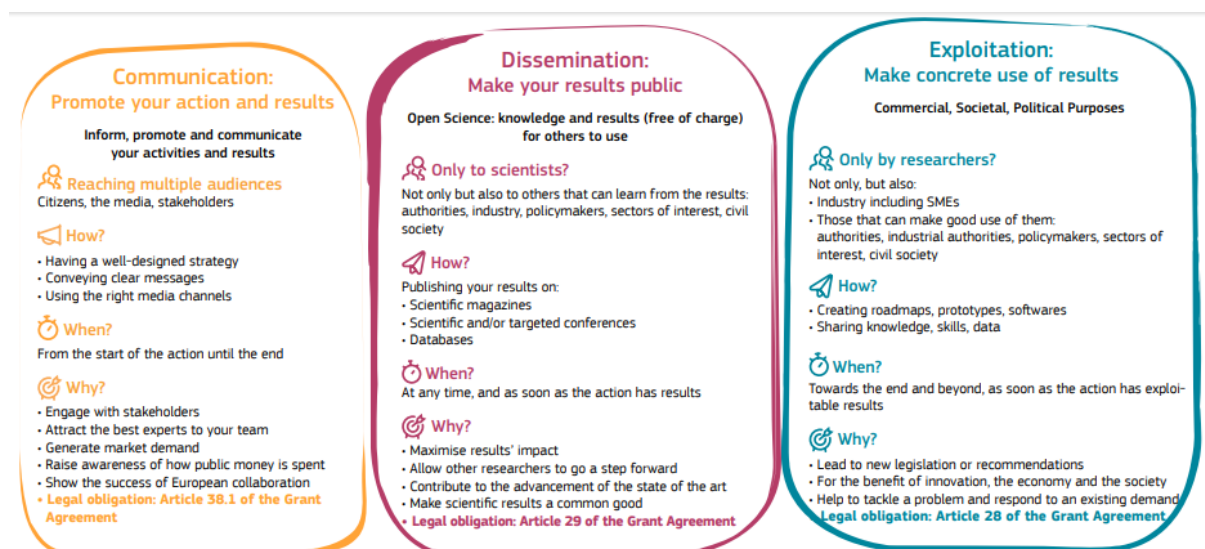 Communication:
Promote your action and results
Inform, promote and communicate
your activities and results
Reaching multiple audiences
Citizens, the media, stakeholders
How?
• Having a well-designed strategy
• Conveying clear messages
• Using the right media channels
When?
From the start of the action until the end
Why?
• Engage with stakeholders
• Attract the best experts to your team
• Generate market demand
• Raise awareness of how public money is spent
• Show the success of European collaboration
• Legal obligation: Article 38.1 of the Grant
Agreement
Dissemination:
Make your results public
Open Science: knowledge and results (free of charge)
for others to use
Only to scientists?
Not only but also to others that can learn from the results:
authorities, industry, policymakers, sectors of interest, civil
society
How?
Publishing your results on:
• Scientific magazines
• Scientific and/or targeted conferences
• Databases
When?
At any time, and as soon as the action has results
Why?
• Maximise results' impact
• Allow other researchers to go a step forward
• Contribute to the advancement of the state of the art
• Make scientific results a common good
• Legal obligation: Article 29 of the Grant Agreement
Exploitation:
Make concrete use of results
Commercial, Societal, Political Purposes
Only by researchers?
Not only, but also:
• Industry including SMEs
• Those that can make good use of them:
authorities, industrial authorities, policymakers, sectors of
interest, civil society
How?
• Creating roadmaps, prototypes, softwares
• Sharing knowledge, skills, data
When?
Towards the end and beyond, as soon as the action has exploi-
table results
Why?
• Lead to new legislation or recommendations
• For the benefit of innovation, the economy and the society
• Help to tackle a problem and respond to an existing demand
Legal obligation: Article 28 of the Grant Agreement